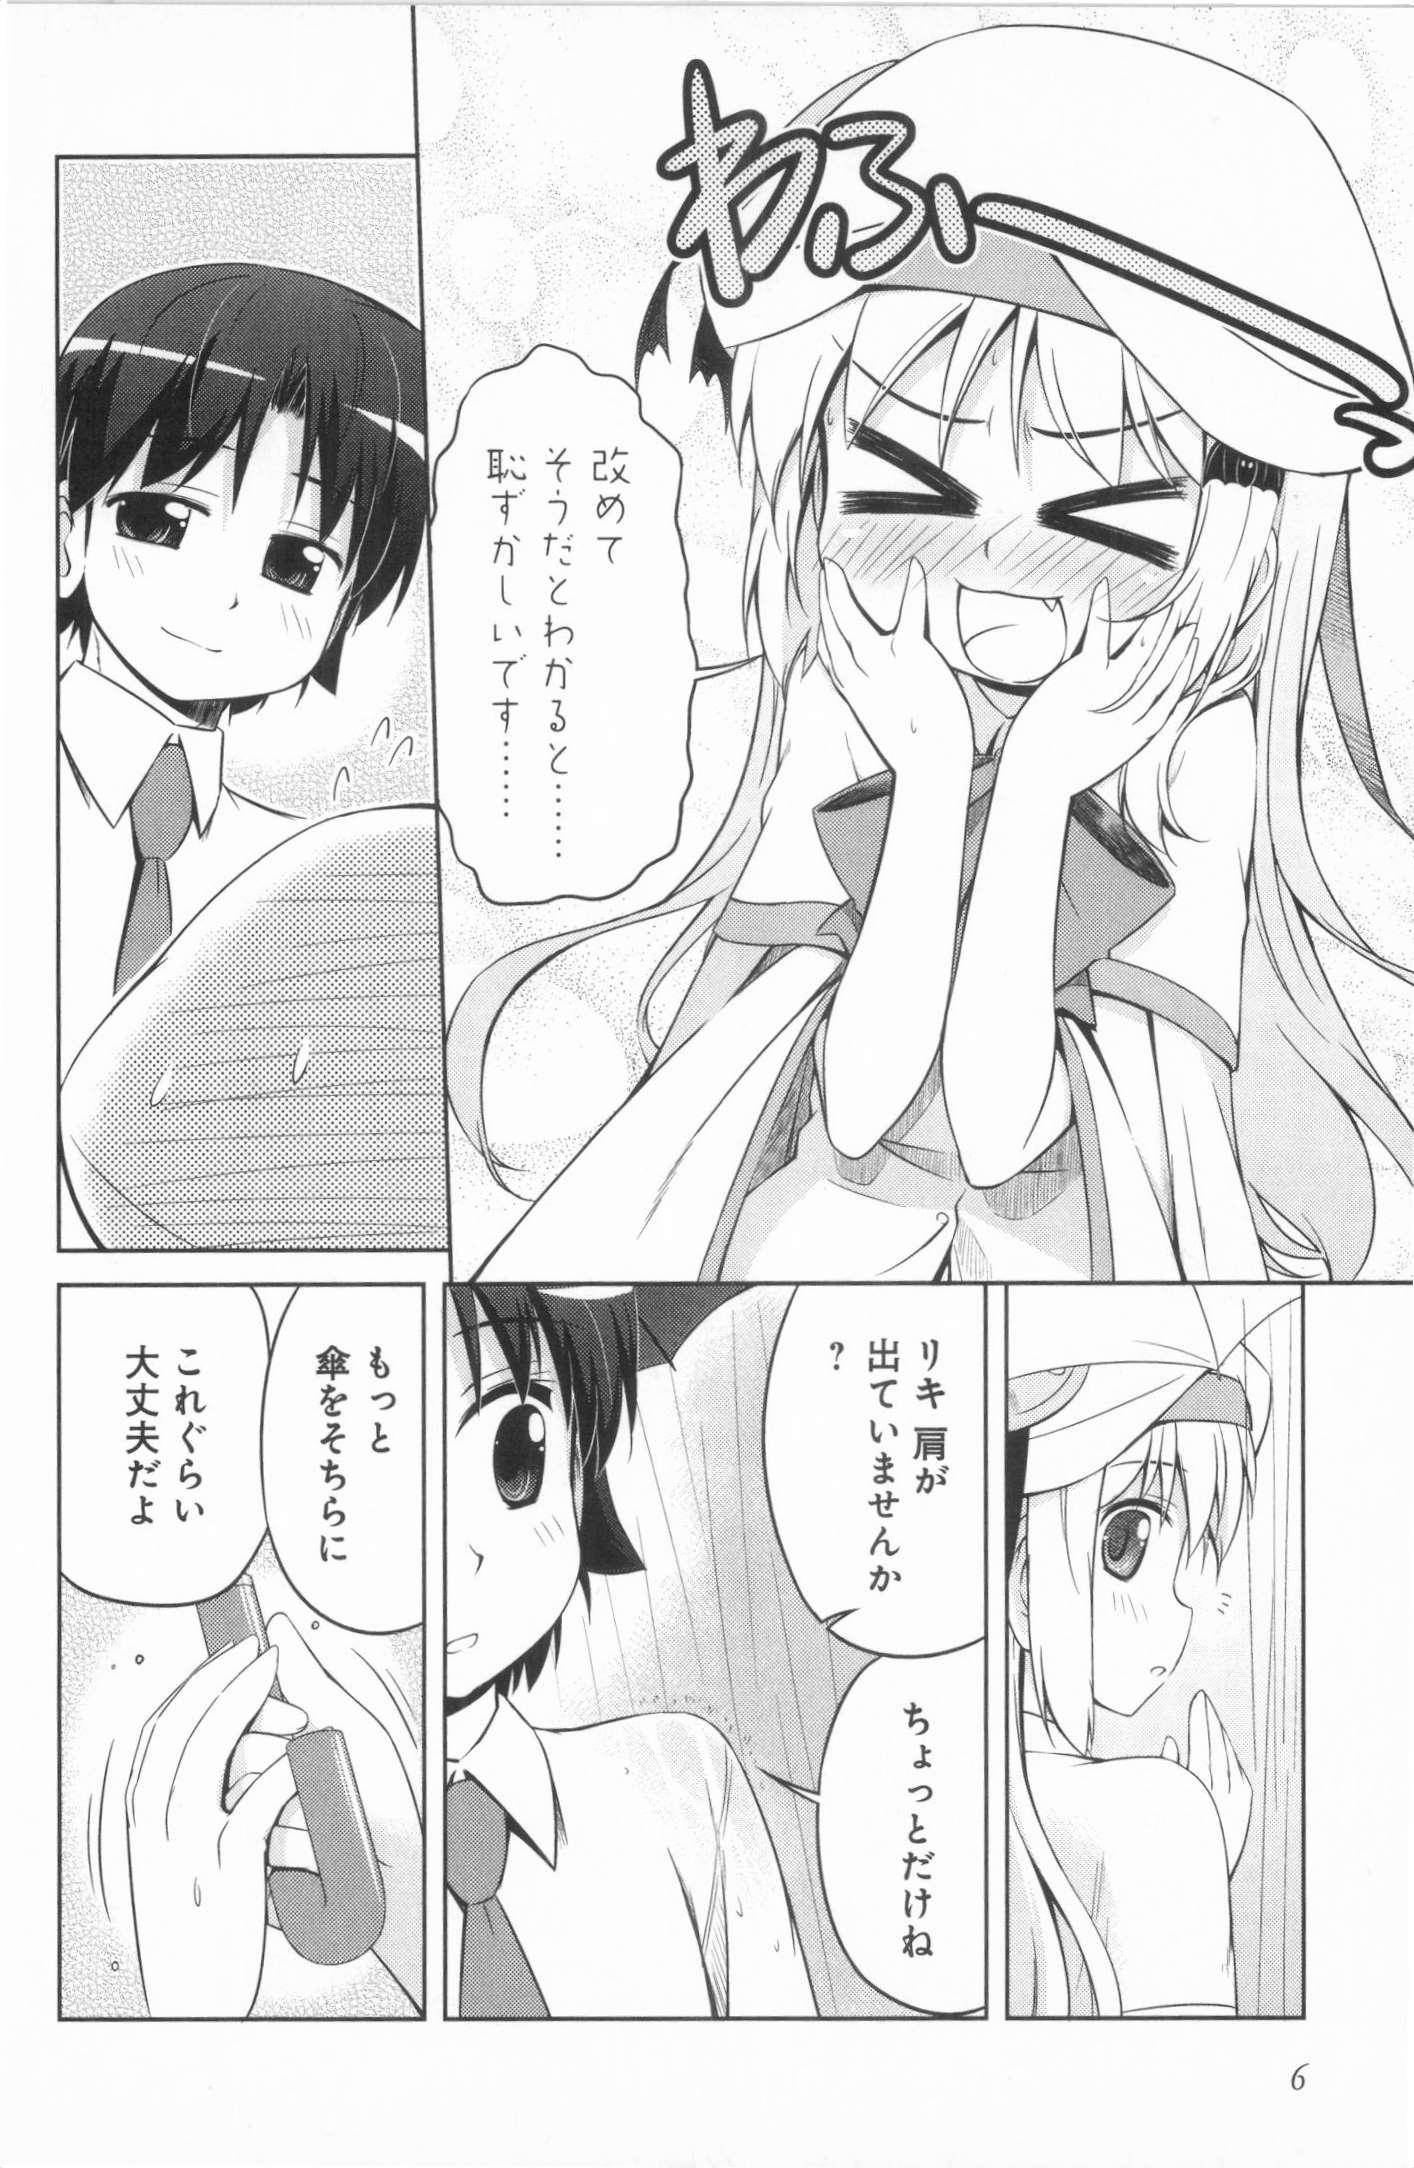 わふーっ
改めて
そうだとわかると……
恥ずかしいです……
リキ 肩が
出ていませんか
?
ちょっとだけね
もっと
傘をそちらに
これぐらい
大丈夫だよ
6